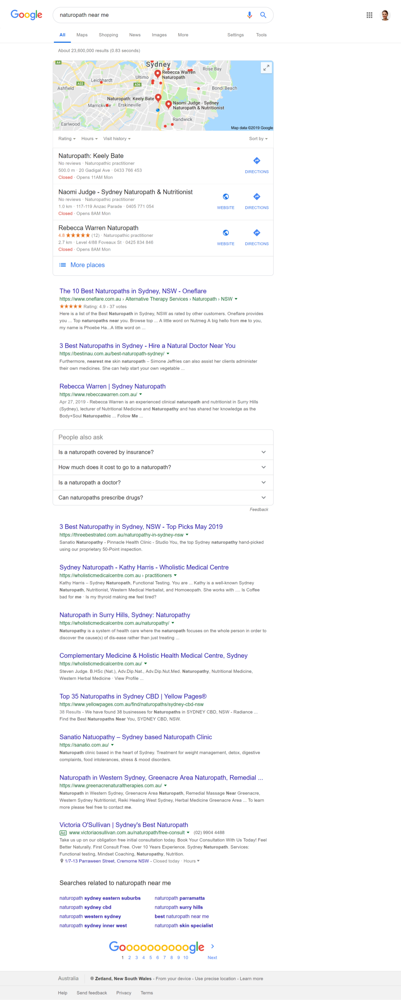 Google
naturopath near me
All Maps Shopping News Images More Settings Tools
About 23,600,000 results (0.83 seconds)
A4
Sydney
Rose Bay
Rebecca Warren
Naturopath
Ultimo
Leichhardt
A22
A36
Ashfield
Bondi Beach
Naturopath: Keely Bate
Naomi Judge - Sydney
Naturopath & Nutritionist
Marrickville
Erskineville
Randwick
Earlwood
Map data ©2019 Google
Rating Hours Visit history Sort by
Naturopath: Keely Bate
No reviews · Naturopathic practitioner
500.0 m · 20 Gadigal Ave · 0433 766 453
DIRECTIONS
Closed · Opens 11AM Mon
Naomi Judge - Sydney Naturopath & Nutritionist
No reviews · Naturopathic practitioner
1.0 km · 117-119 Anzac Parade · 0405 771 054
WEBSITE DIRECTIONS
Closed · Opens 8AM Mon
Rebecca Warren Naturopath
4.8 ★★★★★ (12) · Naturopathic practitioner
2.7 km · Level 4/88 Foveaux St · 0425 834 846
WEBSITE DIRECTIONS
Closed · Opens 8AM Mon
More places
The 10 Best Naturopaths in Sydney, NSW - Oneflare
https://www.oneflare.com.au › Alternative Therapy Services › Naturopath › NSW
★★★★★ Rating: 4.9 - 37 votes
Here is a list of the Best Naturopath in Sydney, NSW as rated by other customers. Oneflare provides
you ... Top naturopaths near you. Browse top ... A little word on Nutmeg A big hello from me to you,
my name is Phoebe Ha...A little word on ...
3 Best Naturopaths in Sydney - Hire a Natural Doctor Near You
https://bestinau.com.au/best-naturopath-sydney/
Furthermore, nearest me skin naturopath – Simone Jeffries can also assist her clients administer
their own medicines. She can help start your own vegetable ...
Rebecca Warren | Sydney Naturopath
https://www.rebeccawarren.com.au/
Apr 27, 2019 - Rebecca Warren is an experienced clinical naturopath and nutritionist in Surry Hills
(Sydney), lecturer of Nutritional Medicine and Naturopathy and has shared her knowledge as the
Body+Soul Naturopathic ... Follow Me ...
People also ask
Is a naturopath covered by insurance?
How much does it cost to go to a naturopath?
Is a naturopath a doctor?
Can naturopaths prescribe drugs?
Feedback
3 Best Naturopathy in Sydney, NSW - Top Picks May 2019
https://threebestrated.com.au/naturopathy-in-sydney-nsw
Sanatio Naturopathy - Pinnacle Health Clinic - Studio You, the top Sydney naturopathy hand-picked
using our proprietary 50-Point inspection.
Sydney Naturopath - Kathy Harris - Wholistic Medical Centre
https://wholisticmedicalcentre.com.au › practitioners
Kathy Harris – Sydney Naturopath, Functional Testing. You are ... Kathy is a well-known Sydney
Naturopath, Nutritionist, Western Medical Herbalist, and Homoeopath. She works with .... Is Coffee
bad for me · Is my thyroid making me feel tired?
Naturopath in Surry Hills, Sydney: Naturopathy
https://wholisticmedicalcentre.com.au/naturopathy/
Naturopathy is a system of health care where the naturopath focuses on the whole person in order to
discover the cause(s) of dis-ease rather than just treating ...
Complementary Medicine & Holistic Health Medical Centre, Sydney
https://wholisticmedicalcentre.com.au/
Steven Judge. B.HSc (Nat.), Adv.Dip.Nat., Adv.Dip.Nut.Med. Naturopathy, Nutritional Medicine,
Western Herbal Medicine · View Profile ...
Top 35 Naturopaths in Sydney CBD | Yellow Pages®
https://www.yellowpages.com.au/find/naturopaths/sydney-cbd-nsw
38 Results - We have found 38 businesses for Naturopaths in SYDNEY CBD, NSW - Radiance ...
Find the Best Naturopaths Near You, SYDNEY CBD, NSW.
Sanatio Natuopathy – Sydney based Naturopath Clinic
https://sanatio.com.au/
Naturopath clinic based in the heart of Sydney. Treatment for weight management, detox, digestive
complaints, food intolerances, stress & mood disorders.
Naturopath in Western Sydney, Greenacre Area Naturopath, Remedial ...
https://www.greenacrenaturaltherapies.com.au/
Naturopath in Western Sydney, Greenacre Area Naturopath, Remedial Massage Near Greenacre,
Western Sydney Nutritionist, Reiki Healing West Sydney, Herbal Medicine Greenacre Area ... To learn
more please feel free to contact me.
Victoria O'Sullivan | Sydney's Best Naturopath
Ad www.victoriaosullivan.com.au/naturopath/free-consult (02) 9904 4488
Take us up on our obligation free initial consultation today. Book Your Consultation With Us Today! Feel
Better Naturally. First Consult Free. Over 10 Years Experience. Sydney Naturopath. Services:
Functional testing, Mindset Coaching, Naturopathy, Nutrition.
1/7-13 Parraween Street, Cremorne NSW - Closed today · Hours
Searches related to naturopath near me
naturopath sydney eastern suburbs naturopath parramatta
naturopath sydney cbd naturopath surry hills
naturopath western sydney best naturopath near me
naturopath sydney inner west naturopath skin specialist
Goooooooooogle
1 2 3 4 5 6 7 8 9 10 Next
Australia Zetland, New South Wales - From your device - Use precise location - Learn more
Help Send feedback Privacy Terms